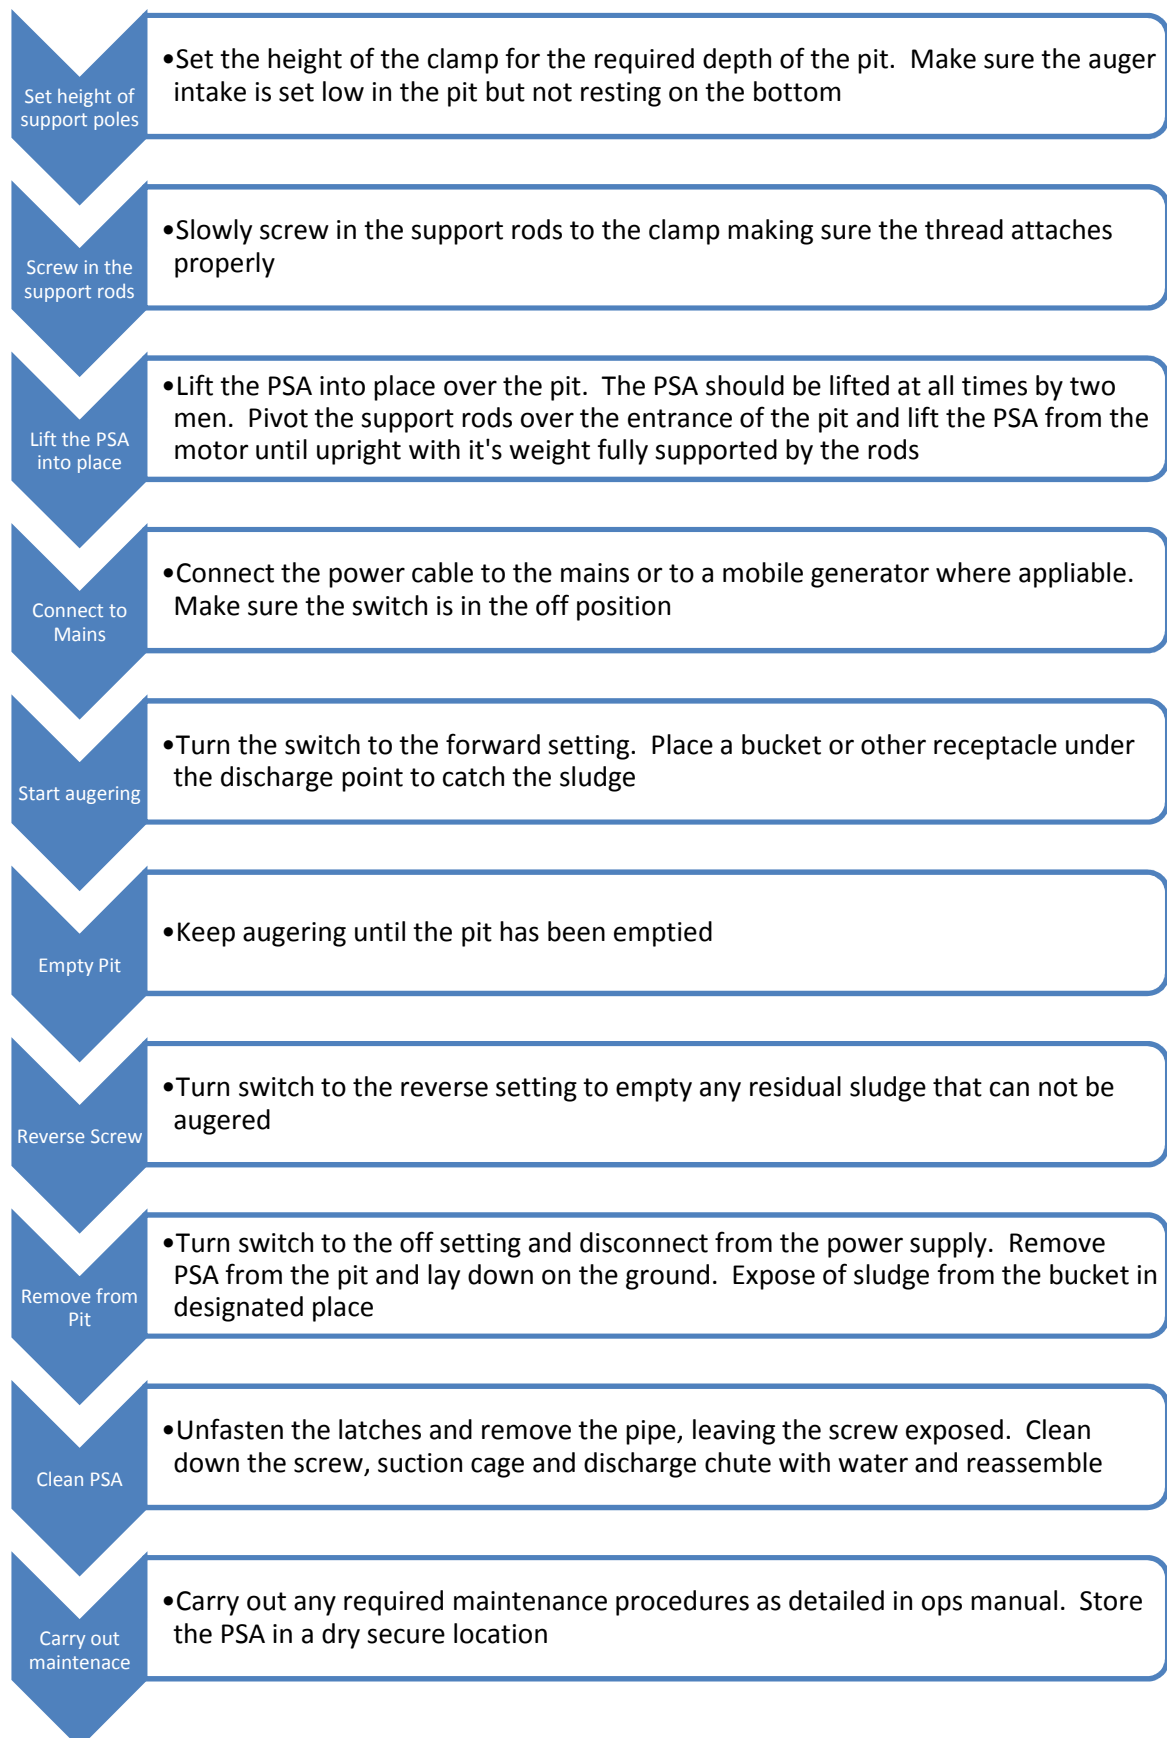 Set height of
support poles
•Set the height of the clamp for the required depth of the pit.  Make sure the auger
intake is set low in the pit but not resting on the bottom
Screw in the
support rods
•Slowly screw in the support rods to the clamp making sure the thread attaches
properly
Lift the PSA
into place
•Lift the PSA into place over the pit.  The PSA should be lifted at all times by two
men.  Pivot the support rods over the entrance of the pit and lift the PSA from the
motor until upright with it's weight fully supported by the rods
Connect to
Mains
•Connect the power cable to the mains or to a mobile generator where appliable.
Make sure the switch is in the off position
Start augering
•Turn the switch to the forward setting.  Place a bucket or other receptacle under
the discharge point to catch the sludge
Empty Pit
•Keep augering until the pit has been emptied
Reverse Screw
•Turn switch to the reverse setting to empty any residual sludge that can not be
augered
Remove from
Pit
•Turn switch to the off setting and disconnect from the power supply.  Remove
PSA from the pit and lay down on the ground.  Expose of sludge from the bucket in
designated place
Clean PSA
•Unfasten the latches and remove the pipe, leaving the screw exposed.  Clean
down the screw, suction cage and discharge chute with water and reassemble
Carry out
maintenace
•Carry out any required maintenance procedures as detailed in ops manual.  Store
the PSA in a dry secure location